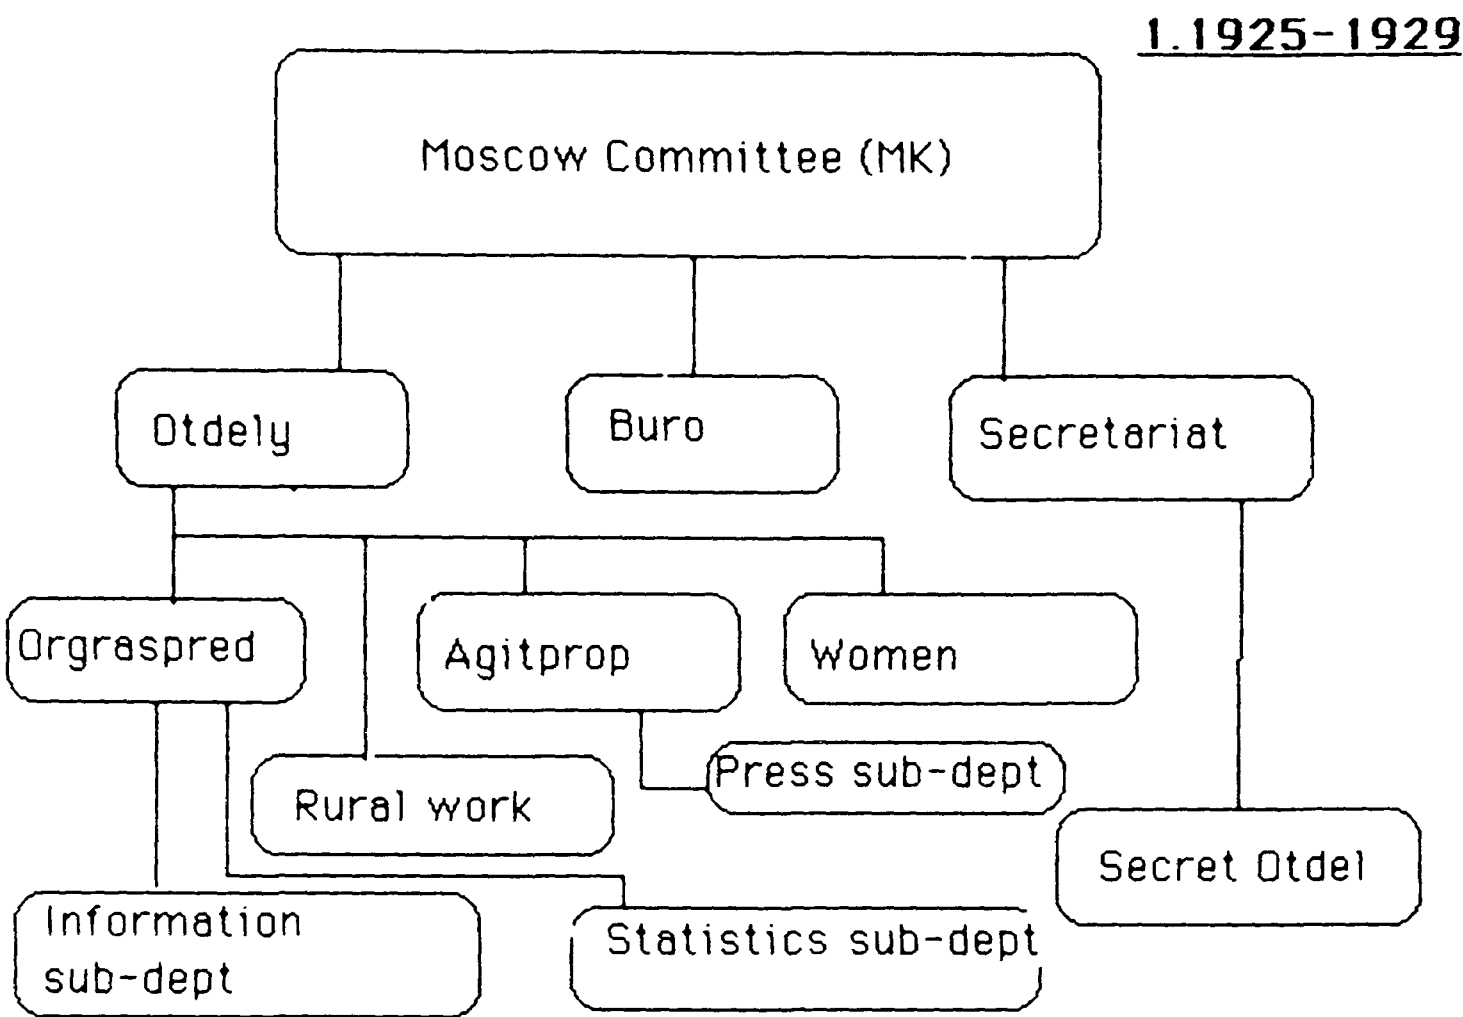 1.1925-1929
Moscow Committee (MK)
Otdely
Buro
Secretariat
Orgraspred
Agitprop
Women
Rural work
Press sub-dept
Secret Otdel
Information
sub-dept
Statistics sub-dept